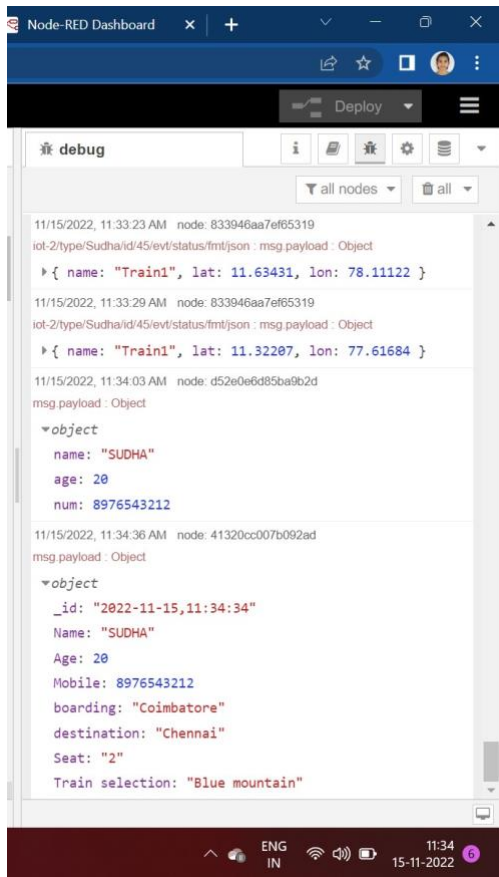 Node-RED Dashboard
Deploy
debug
i
all nodes
all
11/15/2022, 11:33:23 AM node: 833946aa7ef65319
iot-2/type/Sudha/id/45/evt/status/fmt/json : msg.payload : Object
{ name: "Train1", lat: 11.63431, lon: 78.11122 }
11/15/2022, 11:33:29 AM node: 833946aa7ef65319
iot-2/type/Sudha/id/45/evt/status/fmt/json : msg.payload : Object
{ name: "Train1", lat: 11.32207, lon: 77.61684 }
11/15/2022, 11:34:03 AM node: d52e0e6d85ba9b2d
msg.payload : Object
object
name: "SUDHA"
age: 20
num: 8976543212
11/15/2022, 11:34:36 AM node: 41320cc007b092ad
msg.payload : Object
object
_id: "2022-11-15,11:34:34"
Name: "SUDHA"
Age: 20
Mobile: 8976543212
boarding: "Coimbatore"
destination: "Chennai"
Seat: "2"
Train selection: "Blue mountain"
ENG
IN
11:34
15-11-2022
6